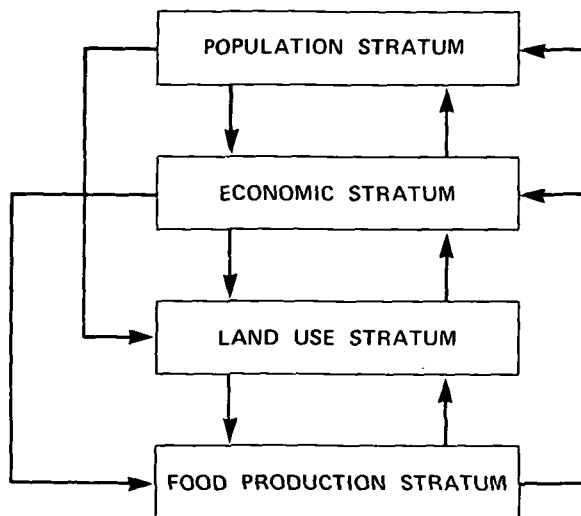 POPULATION STRATUM
ECONOMIC STRATUM
LAND USE STRATUM
FOOD PRODUCTION STRATUM